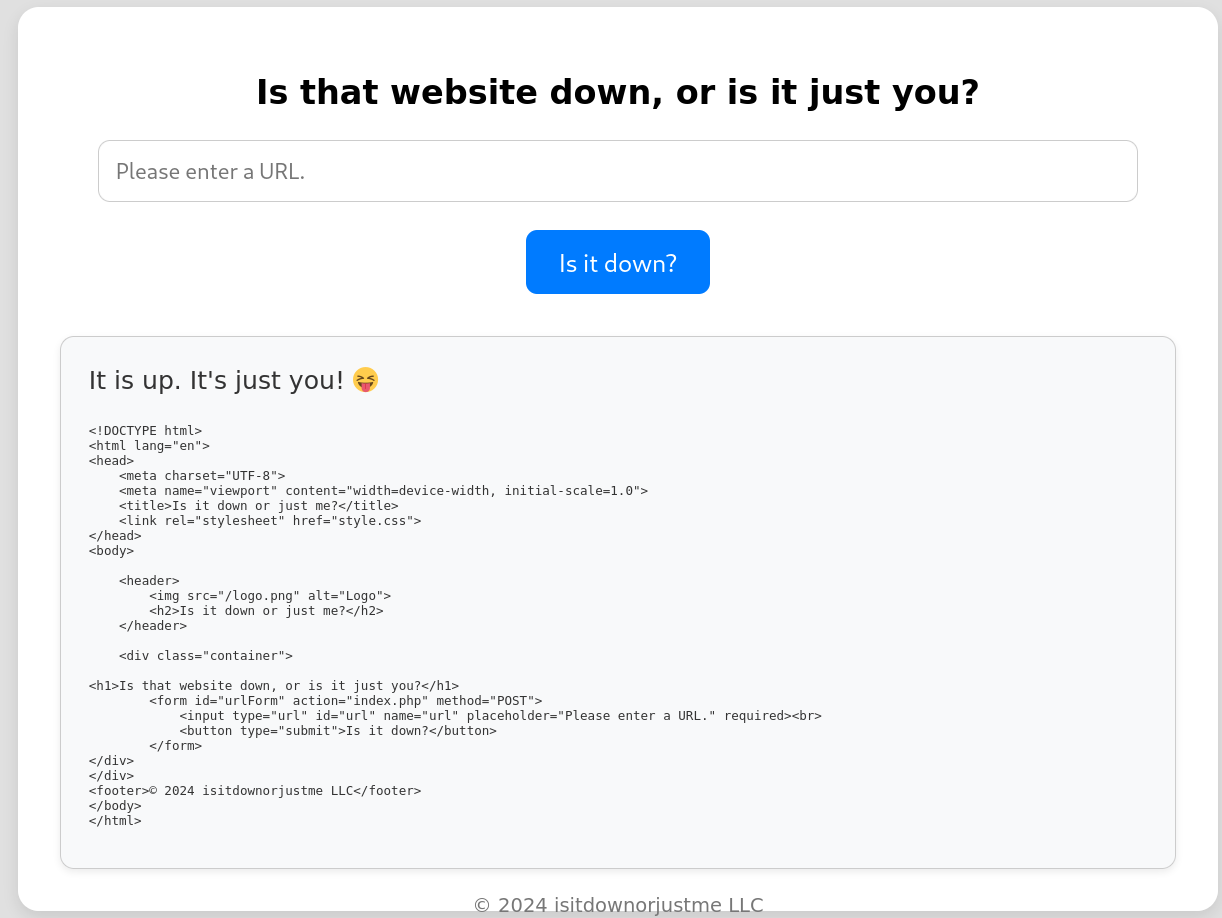 Is that website down, or is it just you?
Please enter a URL.
Is it down?
It is up. It's just you! 😝
<!DOCTYPE html>
<html lang="en">
<head>
    <meta charset="UTF-8">
    <meta name="viewport" content="width=device-width, initial-scale=1.0">
    <title>Is it down or just me?</title>
    <link rel="stylesheet" href="style.css">
</head>
<body>

    <header>
        <img src="/logo.png" alt="Logo">
        <h2>Is it down or just me?</h2>
    </header>

    <div class="container">

<h1>Is that website down, or is it just you?</h1>
        <form id="urlForm" action="index.php" method="POST">
            <input type="url" id="url" name="url" placeholder="Please enter a URL." required><br>
            <button type="submit">Is it down?</button>
        </form>
</div>
</div>
<footer>© 2024 isitdownorjustme LLC</footer>
</body>
</html>
© 2024 isitdownorjustme LLC